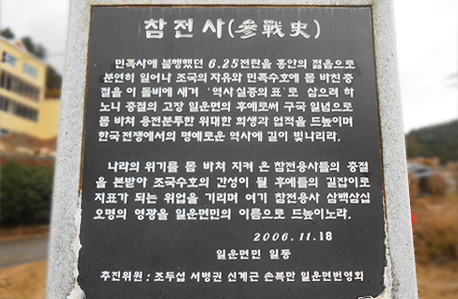 참전사(參戰史)
민족사에 불행했던 6.25전란을 홍안의 젊음으로
분연히 일어나 조국의 자유와 민족수호에 몸 바친충
절을 이 돌비에 새겨 '역사실증의 표'로 삼으려 하
노니 충절의 고장 일운면의 후예로써 구국 일념으로
몸 바쳐 용전분투한 위대한 희생과 업적을 드높이며
한국전쟁에서의 명예로운 역사에 길이 빛나리라.
나라의 위기를 몸 바쳐 지켜 온 참전용사들의 충절
을 본받아 조국수호의 간성이 될 후예들의 길잡이로
지표가 되는 위업을 기리며 여기 참전용사 삼백삼십
오명의 영광을 일운면민의 이름으로 드높이노라.
2006.11.18
일운면민 일동
추진위원 : 조두섭 서병권 신계근 손복만 일운면번영회